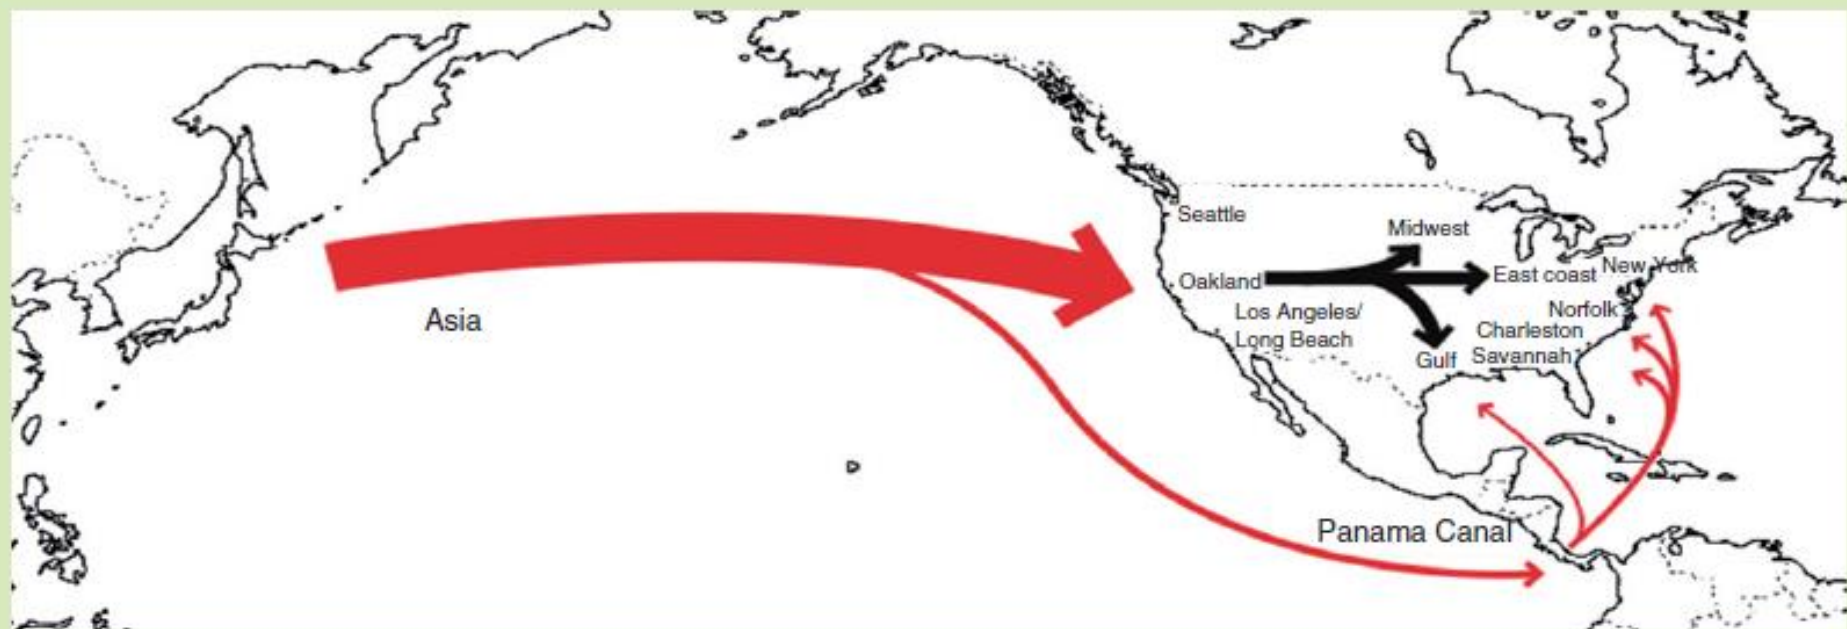 Seattle
Midwest
Oakland
East coast
New York
Los Angeles/
Long Beach
Norfolk
Charleston
Savannah
Gulf
Asia
Panama Canal